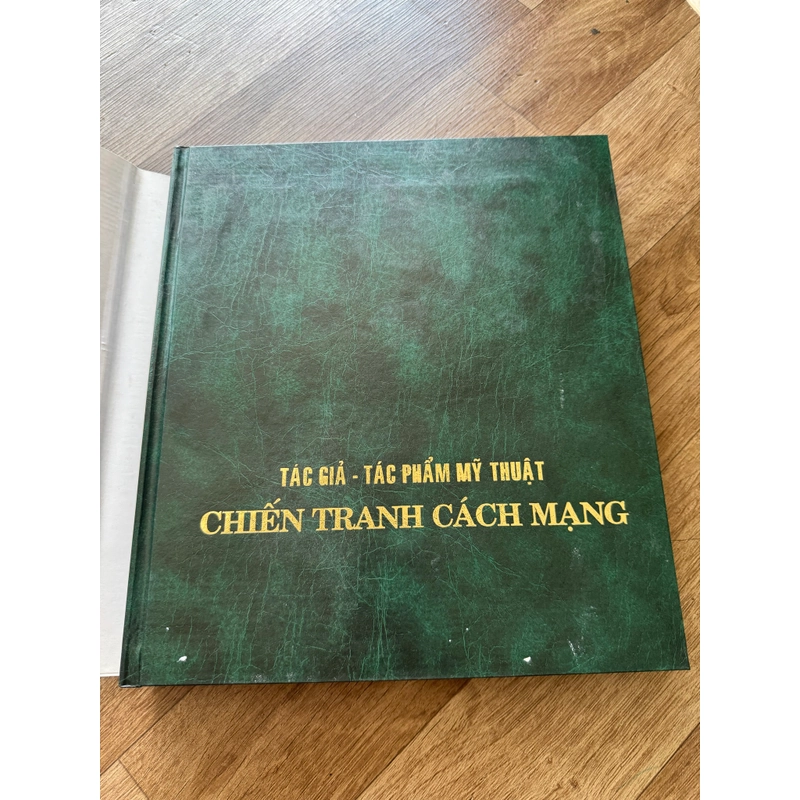 TÁC GIẢ - TÁC PHẨM MỸ THUẬT
CHIẾN TRANH CÁCH MẠNG